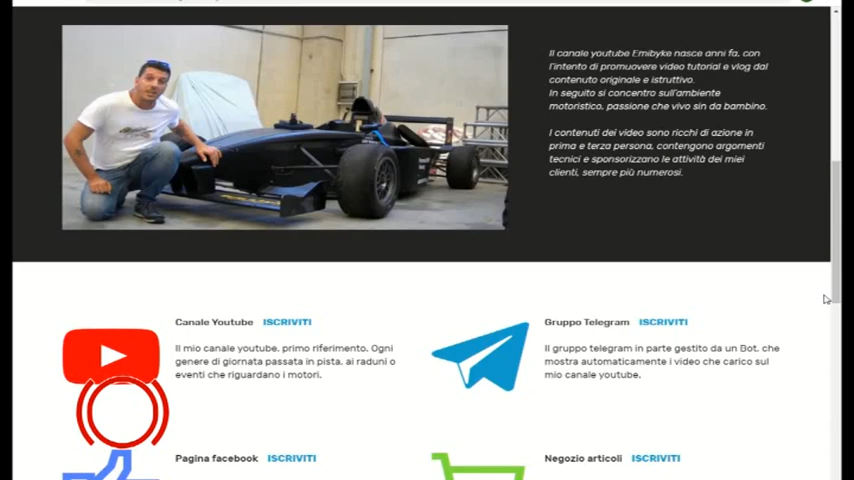 Il canale youtube Emibyke nasce anni fa, con
l'intento di promuovere video tutorial e vlog dal
contenuto originale e istruttivo.
In seguito si concentro sull'ambiente
motoristico, passione che vivo sin da bambino.
I contenuti dei video sono ricchi di azione in
prima e terza persona, contengono argomenti
tecnici e sponsorizzano le attività dei miei
clienti, sempre più numerosi.
Canale Youtube ISCRIVITI
Il mio canale youtube, primo riferimento. Ogni
genere di giornata passata in pista, ai raduni o
eventi che riguardano i motori.
Gruppo Telegram ISCRIVITI
Il gruppo telegram in parte gestito da un Bot, che
mostra automaticamente i video che carico sul
mio canale youtube.
Pagina facebook ISCRIVITI
Negozio articoli ISCRIVITI